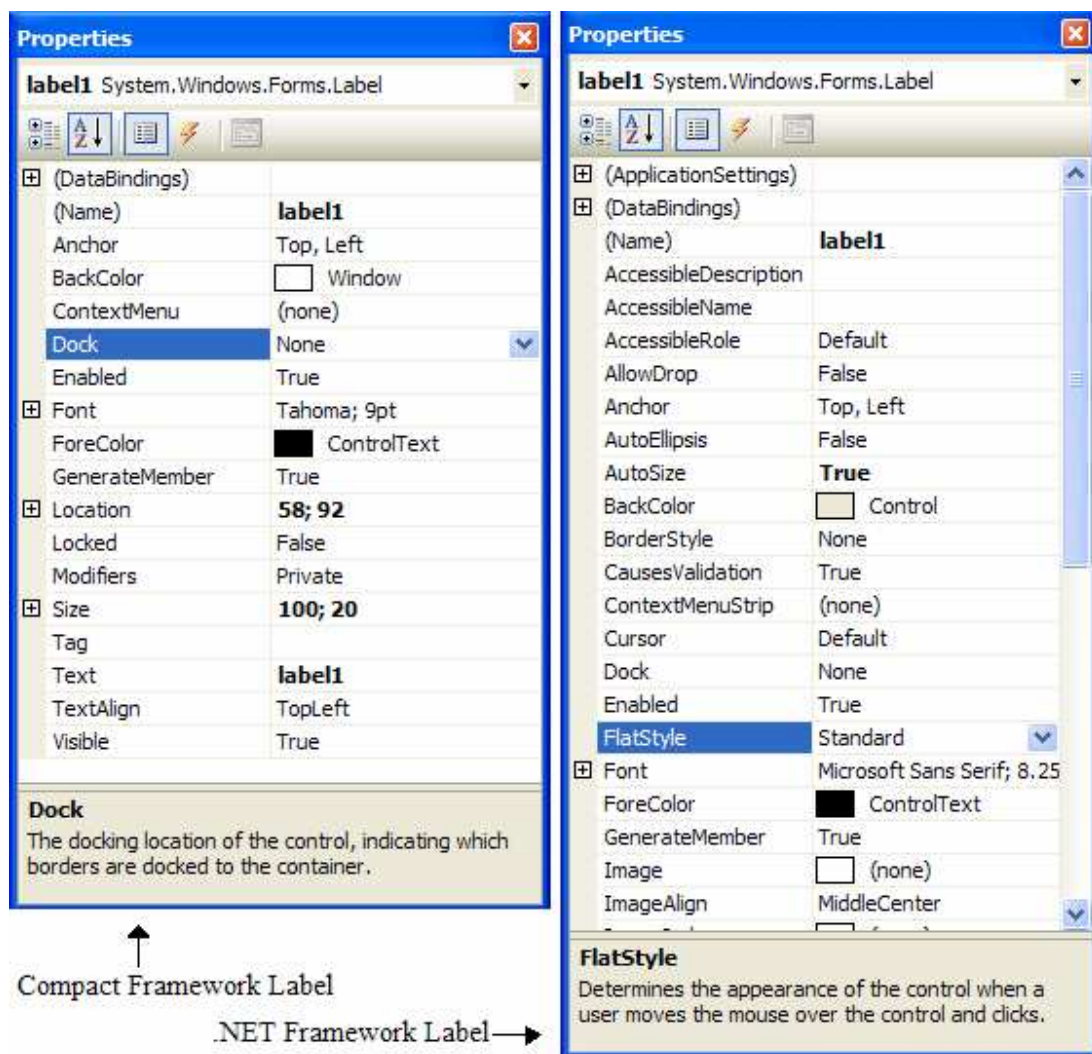 Properties
label1 System.Windows.Forms.Label
(DataBindings)
(Name) label1
Anchor Top, Left
BackColor Window
ContextMenu (none)
Dock None
Enabled True
Font Tahoma; 9pt
ForeColor ControlText
GenerateMember True
Location 58; 92
Locked False
Modifiers Private
Size 100; 20
Tag
Text label1
TextAlign TopLeft
Visible True
Dock
The docking location of the control, indicating which
borders are docked to the container.
Compact Framework Label
.NET Framework Label
Properties
label1 System.Windows.Forms.Label
(ApplicationSettings)
(DataBindings)
(Name) label1
AccessibleDescription
AccessibleName
AccessibleRole Default
AllowDrop False
Anchor Top, Left
AutoEllipsis False
AutoSize True
BackColor Control
BorderStyle None
CausesValidation True
ContextMenuStrip (none)
Cursor Default
Dock None
Enabled True
FlatStyle Standard
Font Microsoft Sans Serif; 8.25
ForeColor ControlText
GenerateMember True
Image (none)
ImageAlign MiddleCenter
FlatStyle
Determines the appearance of the control when a
user moves the mouse over the control and clicks.